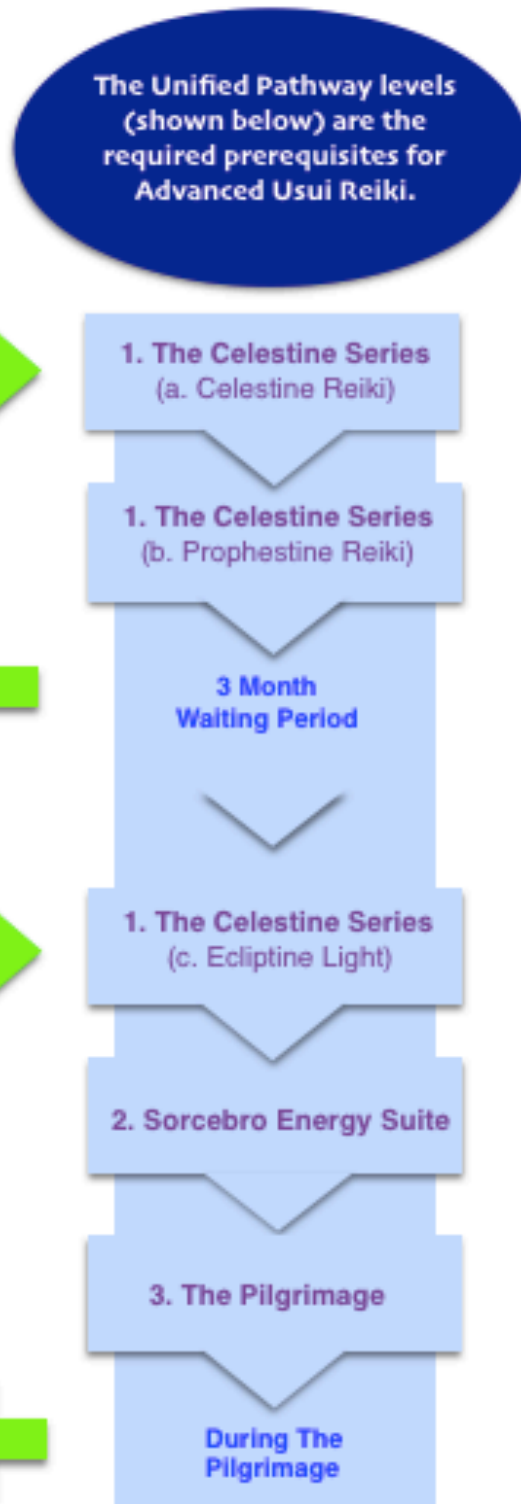 The Unified Pathway levels
(shown below) are the
required prerequisites for
Advanced Usui Reiki.
1. The Celestine Series
(a. Celestine Reiki)
1. The Celestine Series
(b. Prophestine Reiki)
3 Month
Waiting Period
1. The Celestine Series
(c. Ecliptine Light)
2. Sorcebro Energy Suite
3. The Pilgrimage
During The
Pilgrimage